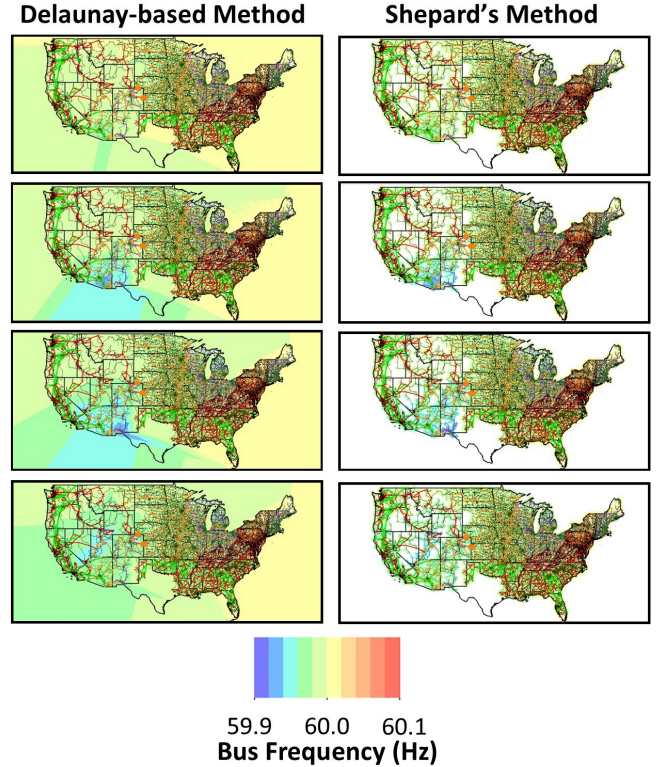 Delaunay-based Method
Shepard's Method
59.9 60.0 60.1
Bus Frequency (Hz)